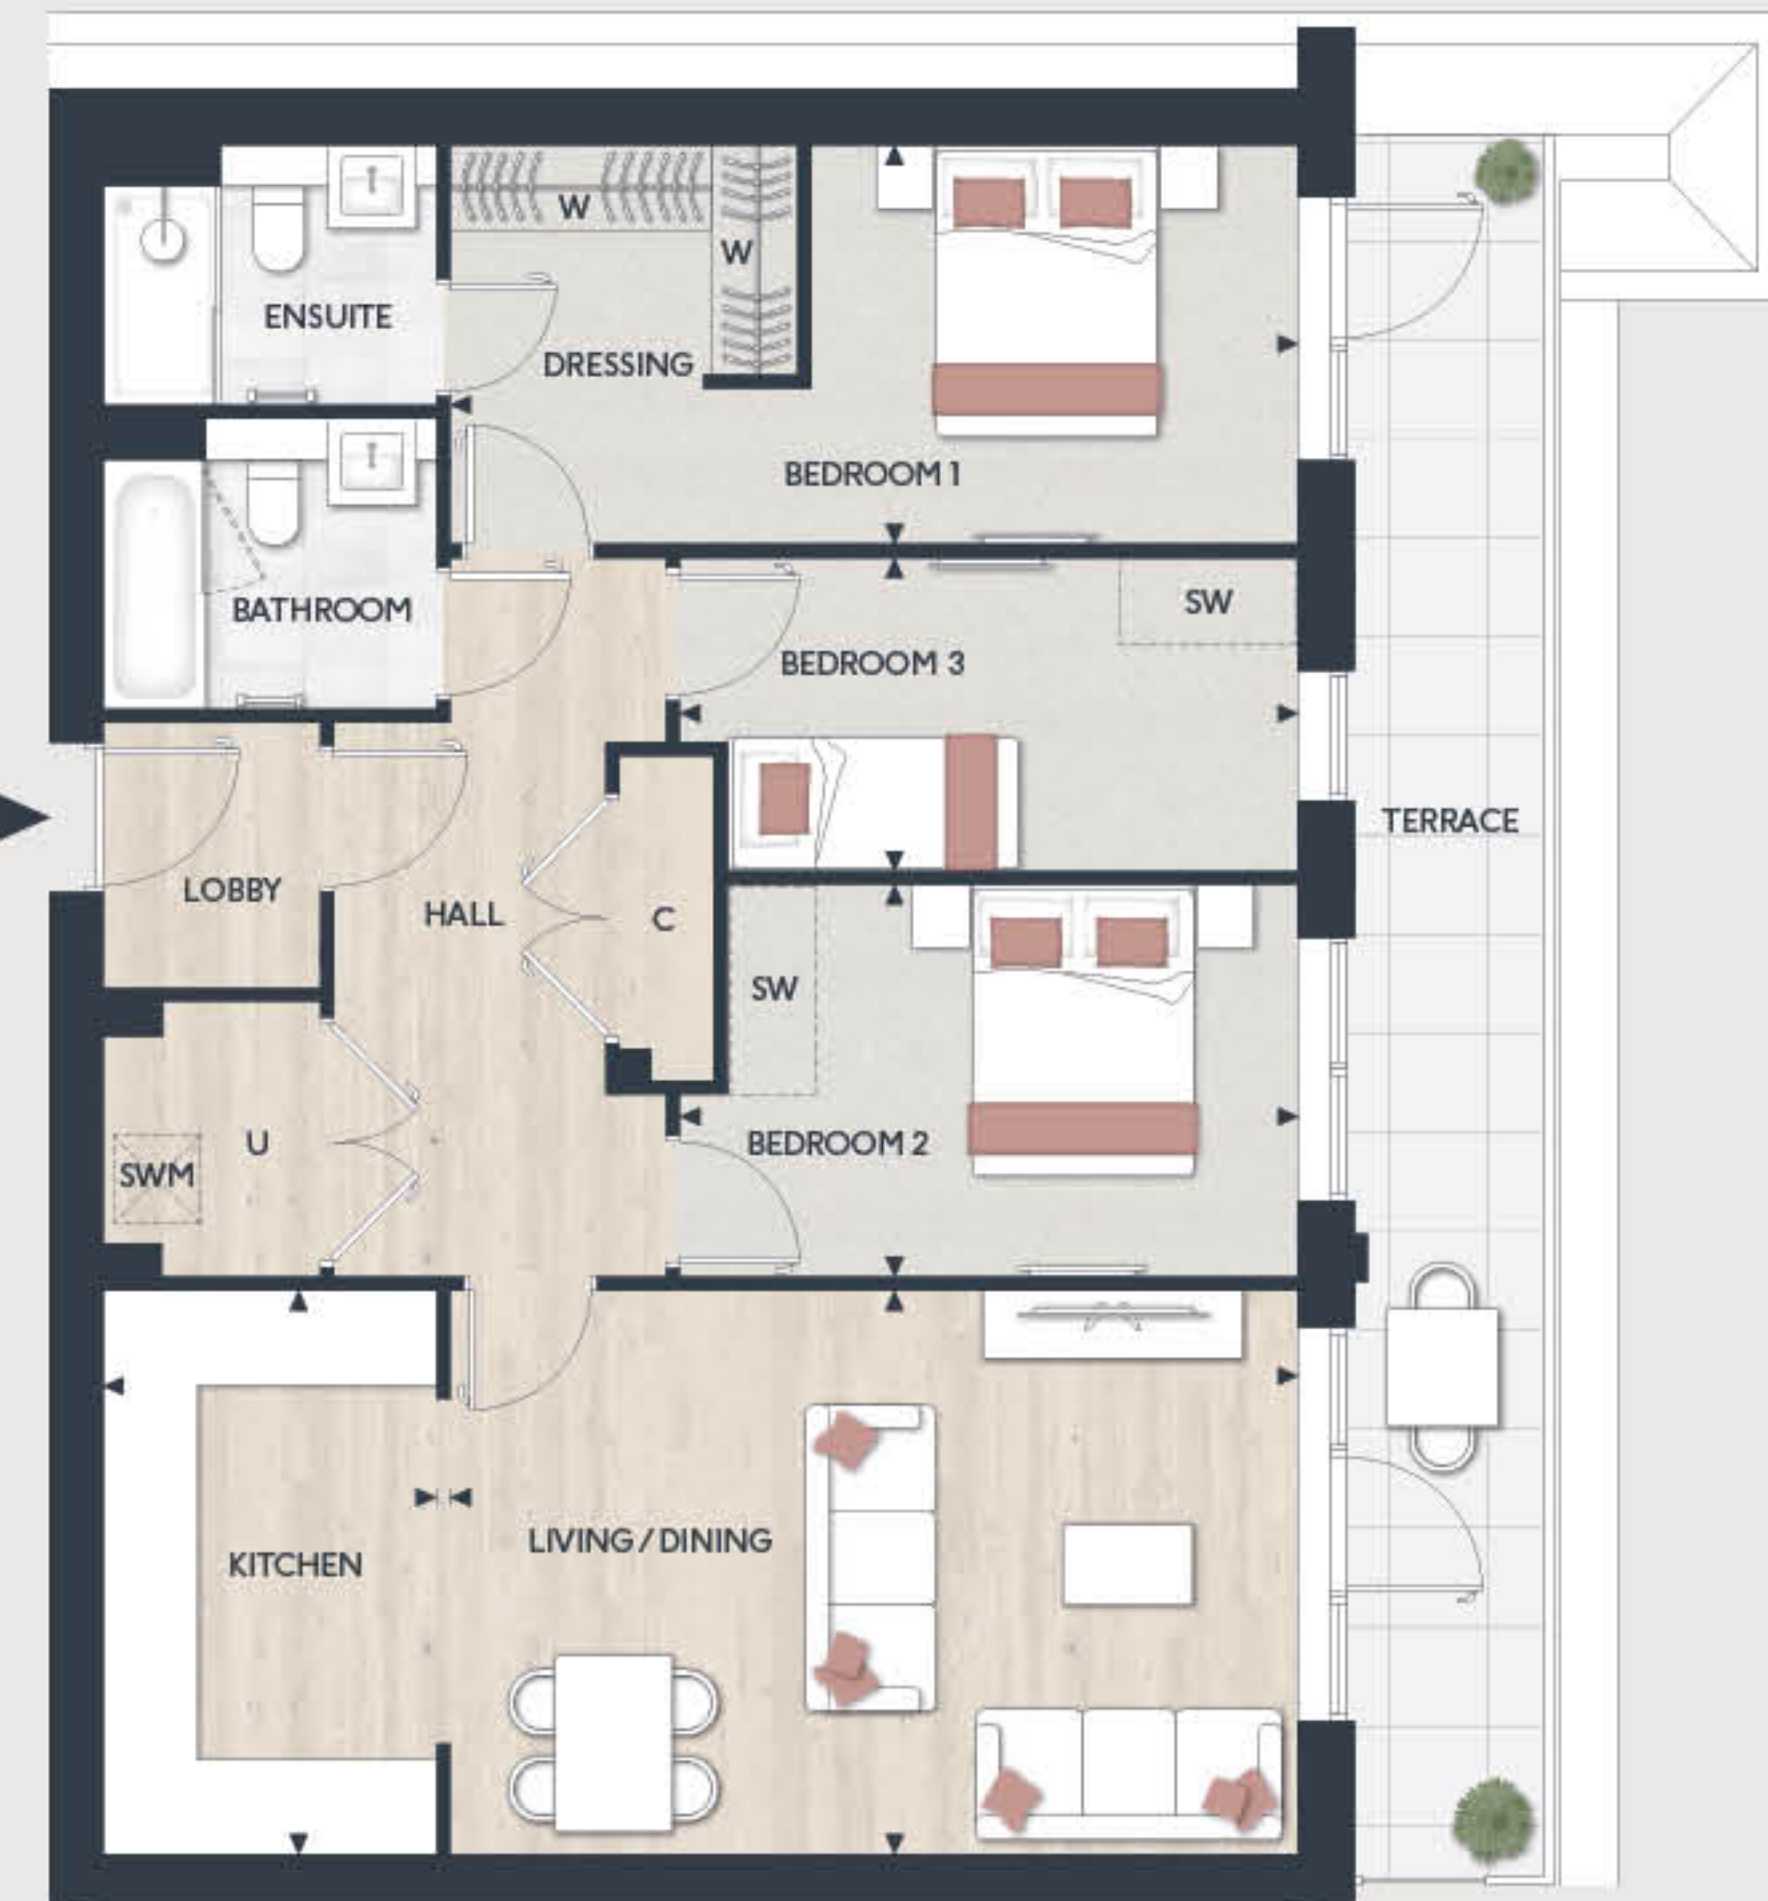 W
W
ENSUITE
DRESSING
BEDROOM 1
SW
BATHROOM
BEDROOM 3
TERRACE
LOBBY
HALL
C
SW
U
BEDROOM 2
SWM
LIVING / DINING
KITCHEN